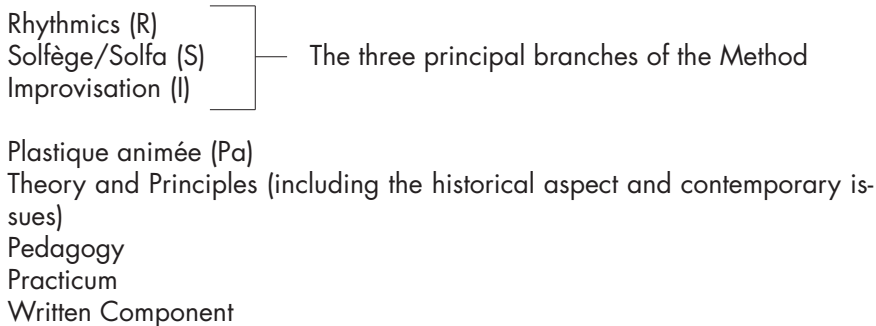 Rhythmics (R)
Solfège/Solfa (S)
The three principal branches of the Method
Improvisation (I)
Plastique animée (Pa)
Theory and Principles (including the historical aspect and contemporary is-
sues)
Pedagogy
Practicum
Written Component